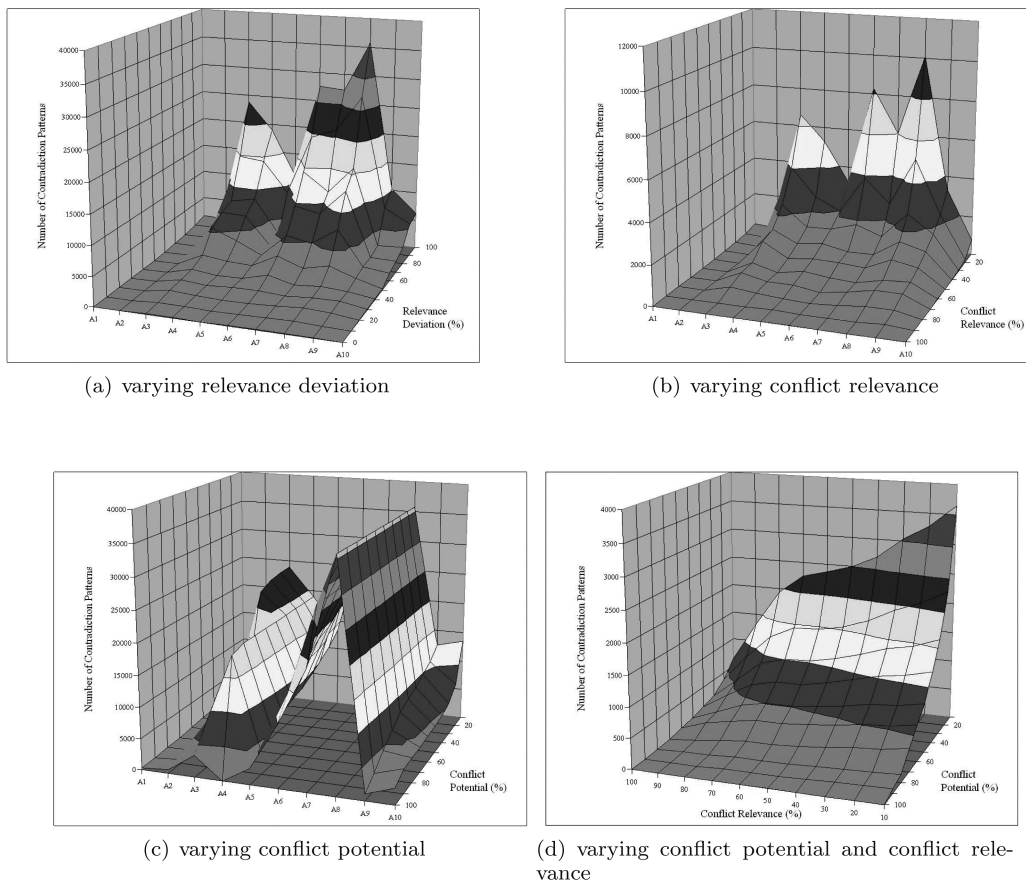 40000
35000
30000
25000
20000
15000
10000
5000
0
Number of Contradiction Patterns
A1 A2 A3 A4 A5 A6 A7 A8 A9 A10
100
80
60
40
20
0
Relevance
Deviation (%)
(a) varying relevance deviation
12000
10000
8000
6000
4000
2000
0
Number of Contradiction Patterns
A1 A2 A3 A4 A5 A6 A7 A8 A9 A10
20
40
60
80
100
Conflict
Relevance (%)
(b) varying conflict relevance
40000
35000
30000
25000
20000
15000
10000
5000
0
Number of Contradiction Patterns
A1 A2 A3 A4 A5 A6 A7 A8 A9 A10
20
40
60
80
100
Conflict
Potential (%)
(c) varying conflict potential
4000
3500
3000
2500
2000
1500
1000
500
0
Number of Contradiction Patterns
100 90 80 70 60 50 40 30 20 10
Conflict Relevance (%)
20
40
60
80
100
Conflict
Potential (%)
(d) varying conflict potential and conflict rele-
vance